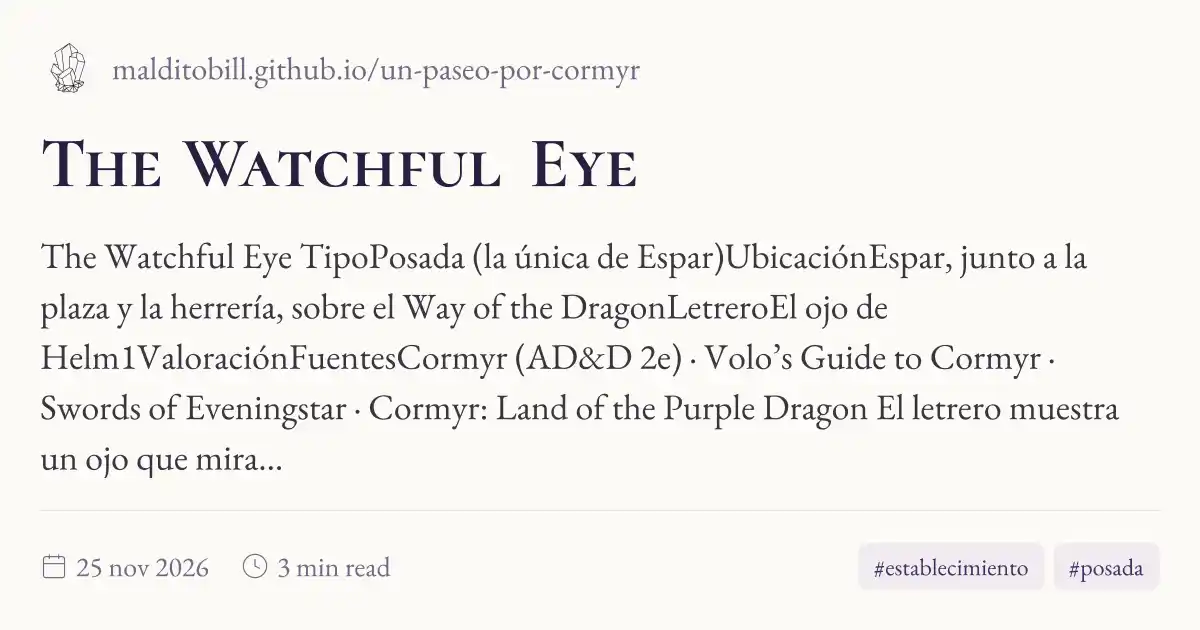 malditobill.github.io/un-paseo-por-cormyr
The Watchful Eye
The Watchful Eye TipoPosada (la única de Espar)UbicaciónEspar, junto a la
plaza y la herrería, sobre el Way of the DragonLetreroEl ojo de
Helm1ValoraciónFuentesCormyr (AD&D 2e) · Volo’s Guide to Cormyr ·
Swords of Eveningstar · Cormyr: Land of the Purple Dragon El letrero muestra
un ojo que mira...
25 nov 2026 3 min read #establecimiento #posada